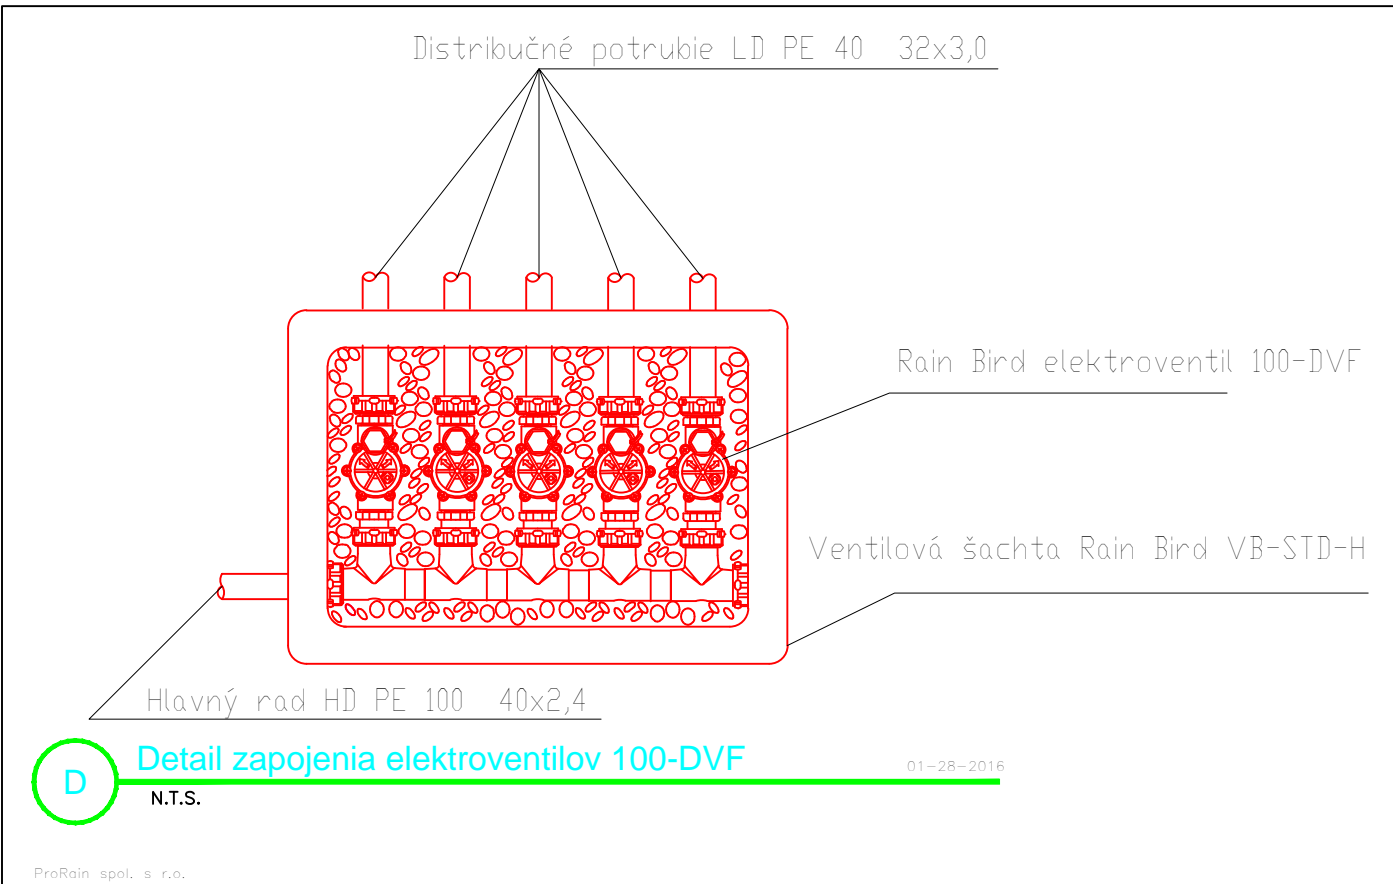 Distribučné potrubie LD PE 40 32x3,0
Rain Bird elektroventil 100-DVF
Ventilová šachta Rain Bird VB-STD-H
Hlavný rad HD PE 100 40x2,4
D
Detail zapojenia elektroventilov 100-DVF
01-28-2016
N.T.S.
ProRain spol. s r.o.